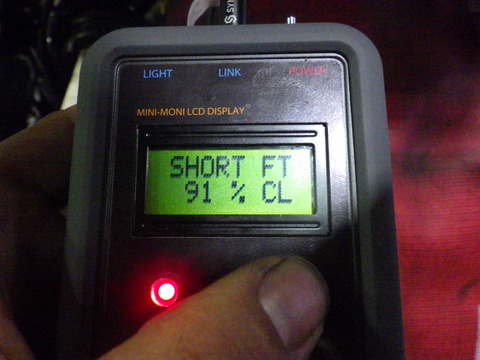 LIGHT LINK POWER
MINI-MONI LCD DISPLAY
SHORT FT
91 % CL